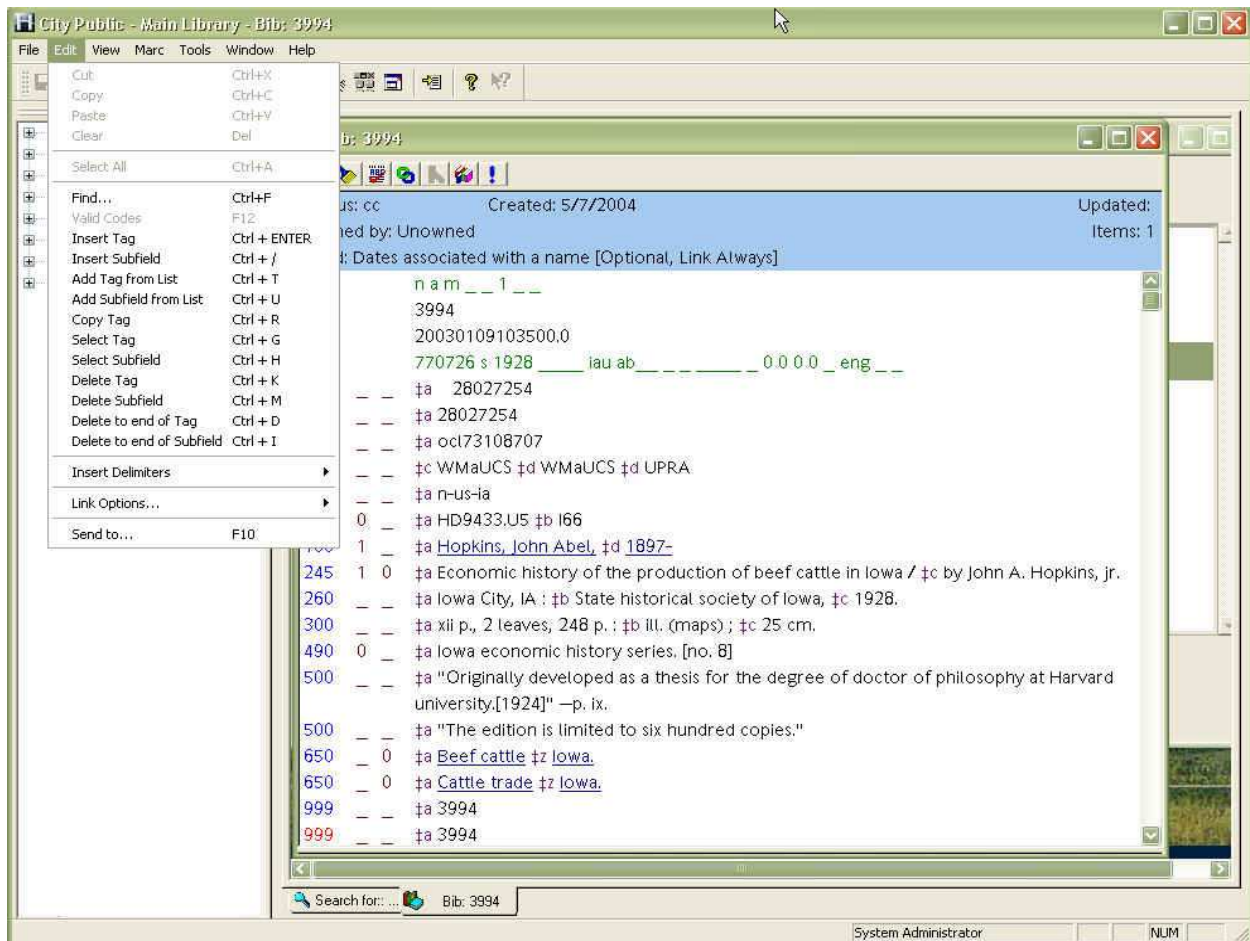 City Public - Main Library - Bib: 3994
File Edit View Marc Tools Window Help
Cut Ctrl+X
Copy Ctrl+C
Paste Ctrl+V
Clear Del
Select All Ctrl+A
Find... Ctrl+F
Valid Codes F12
Insert Tag Ctrl + ENTER
Insert Subfield Ctrl + /
Add Tag from List Ctrl + T
Add Subfield from List Ctrl + U
Copy Tag Ctrl + R
Select Tag Ctrl + G
Select Subfield Ctrl + H
Delete Tag Ctrl + K
Delete Subfield Ctrl + M
Delete to end of Tag Ctrl + D
Delete to end of Subfield Ctrl + I
Insert Delimiters
Link Options...
Send to... F10
b: 3994
us: cc Created: 5/7/2004 Updated:
ned by: Unowned Items: 1
: Dates associated with a name [Optional, Link Always]
n a m _ _ 1 _ _
3994
20030109103500.0
770726 s 1928 _____ iau ab__ _ _ _____ _ 0 0 0 0 _ eng _ _
_ _ ‡a 28027254
_ _ ‡a 28027254
_ _ ‡a ocl73108707
_ _ ‡c WMaUCS ‡d WMaUCS ‡d UPRA
_ _ ‡a n-us-ia
0 _ ‡a HD9433.U5 ‡b I66
100 1 _ ‡a Hopkins, John Abel, ‡d 1897-
245 1 0 ‡a Economic history of the production of beef cattle in Iowa / ‡c by John A. Hopkins, jr.
260 _ _ ‡a Iowa City, IA : ‡b State historical society of Iowa, ‡c 1928.
300 _ _ ‡a xii p., 2 leaves, 248 p. : ‡b ill. (maps) ; ‡c 25 cm.
490 0 _ ‡a Iowa economic history series. [no. 8]
500 _ _ ‡a "Originally developed as a thesis for the degree of doctor of philosophy at Harvard
university.[1924]" —p. ix.
500 _ _ ‡a "The edition is limited to six hundred copies."
650 _ 0 ‡a Beef cattle ‡z Iowa.
650 _ 0 ‡a Cattle trade ‡z Iowa.
999 _ _ ‡a 3994
999 _ _ ‡a 3994
Search for:: ... Bib: 3994
System Administrator NUM